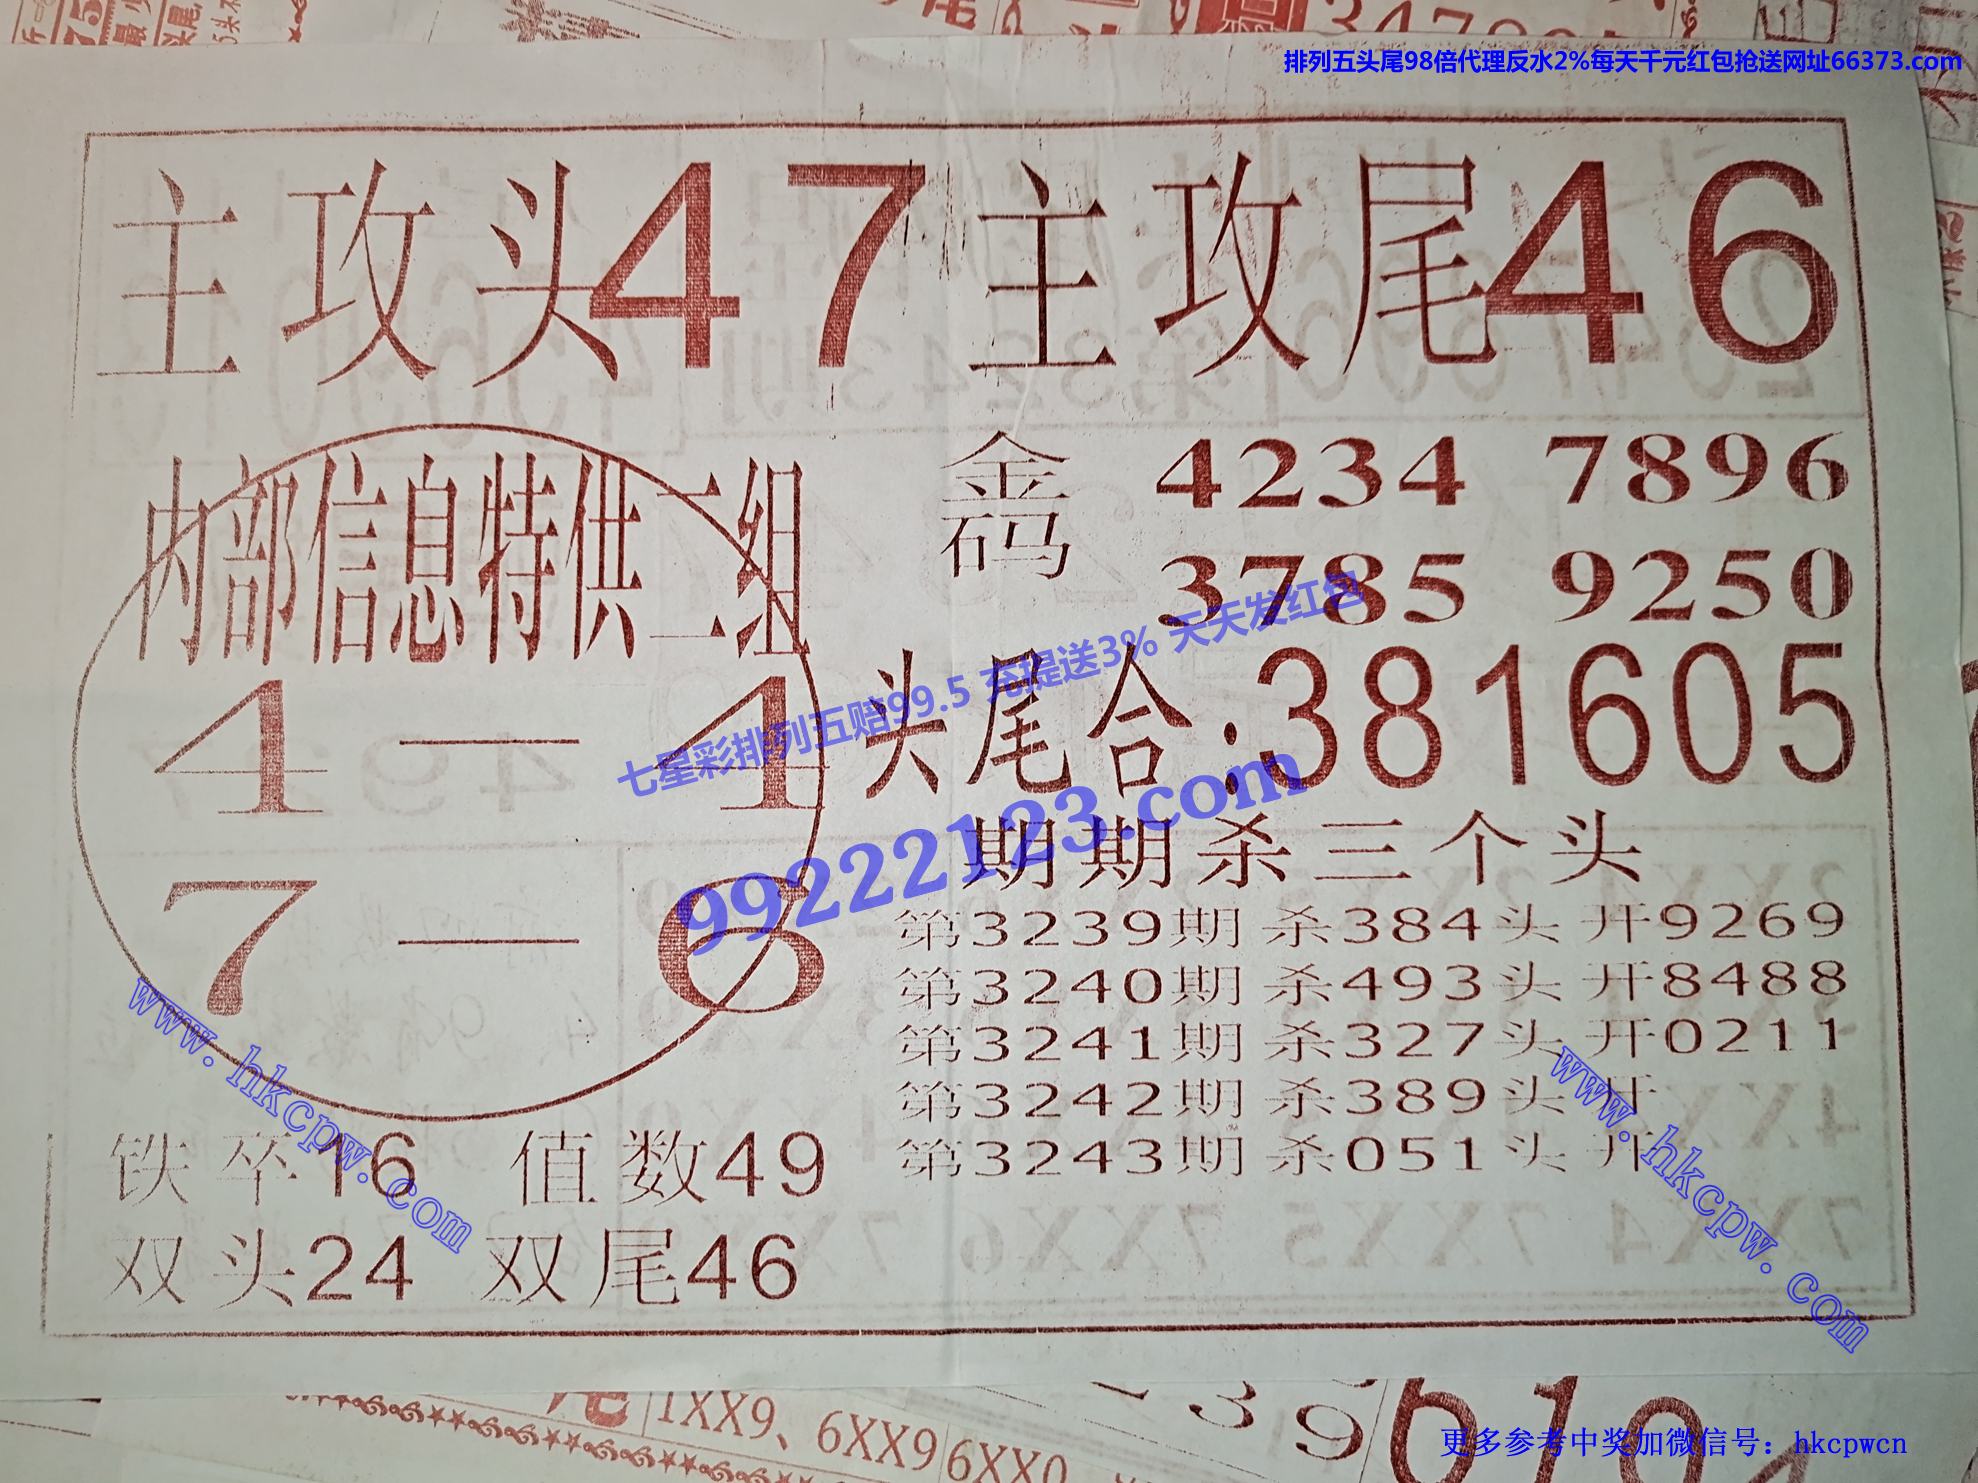 排列五头尾98倍代理反水2%每天千元红包抢送网址66373.com
主攻头47 主攻尾46
内部信息特供二组
4—4
7—6
金码 4234 7896
3785 9250
头尾合:381605
七星彩排列五赔99.5 充提送3% 天天发红包
99222123.com
期期杀三个头
第3239期杀384头开9269
第3240期杀493头开8488
第3241期杀327头开0211
第3242期杀389头开
第3243期杀051头开
www.hkcpw.com
www.hkcpw.com
铁卒16 值数49
双头24 双尾46
1XX9、6XX9 6XX0
更多参考中奖加微信号：hkcpwcn